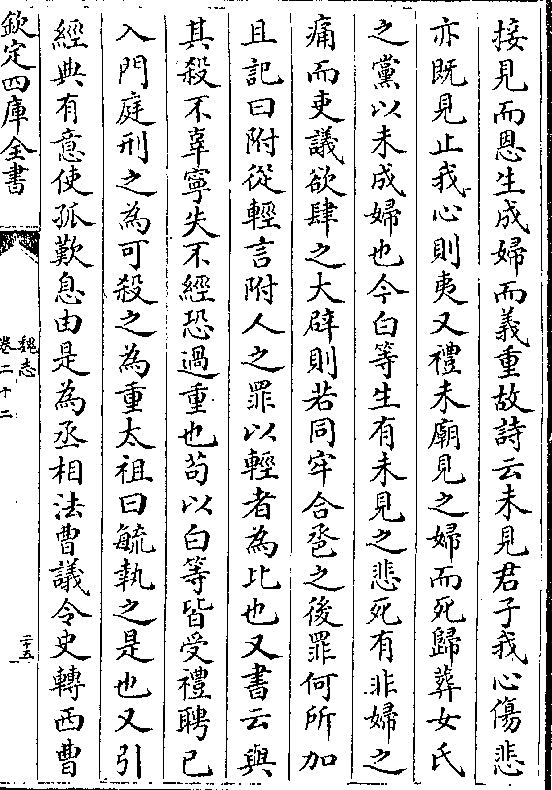 接見而恩生成婦而義重故詩云未見君子我心傷悲
亦既見止我心則夷又禮未廟見之婦而死歸葬女氏
之黨以未成婦也今白等生有未見之悲死有非婦之
痛而吏議欲肆之大辟則若同牢合巹之後罪何所加
且記曰附從輕言附人之罪以輕者為比也又書云與
其殺不辜寧失不經恐過重也苟以白等皆受禮聘已
入門庭刑之為可殺之為重太祖曰毓執之是也又引
經典有意使孤歎息由是為丞相法曹議令史轉西曹
欽定四庫全書
魏志
卷二十二
二十五